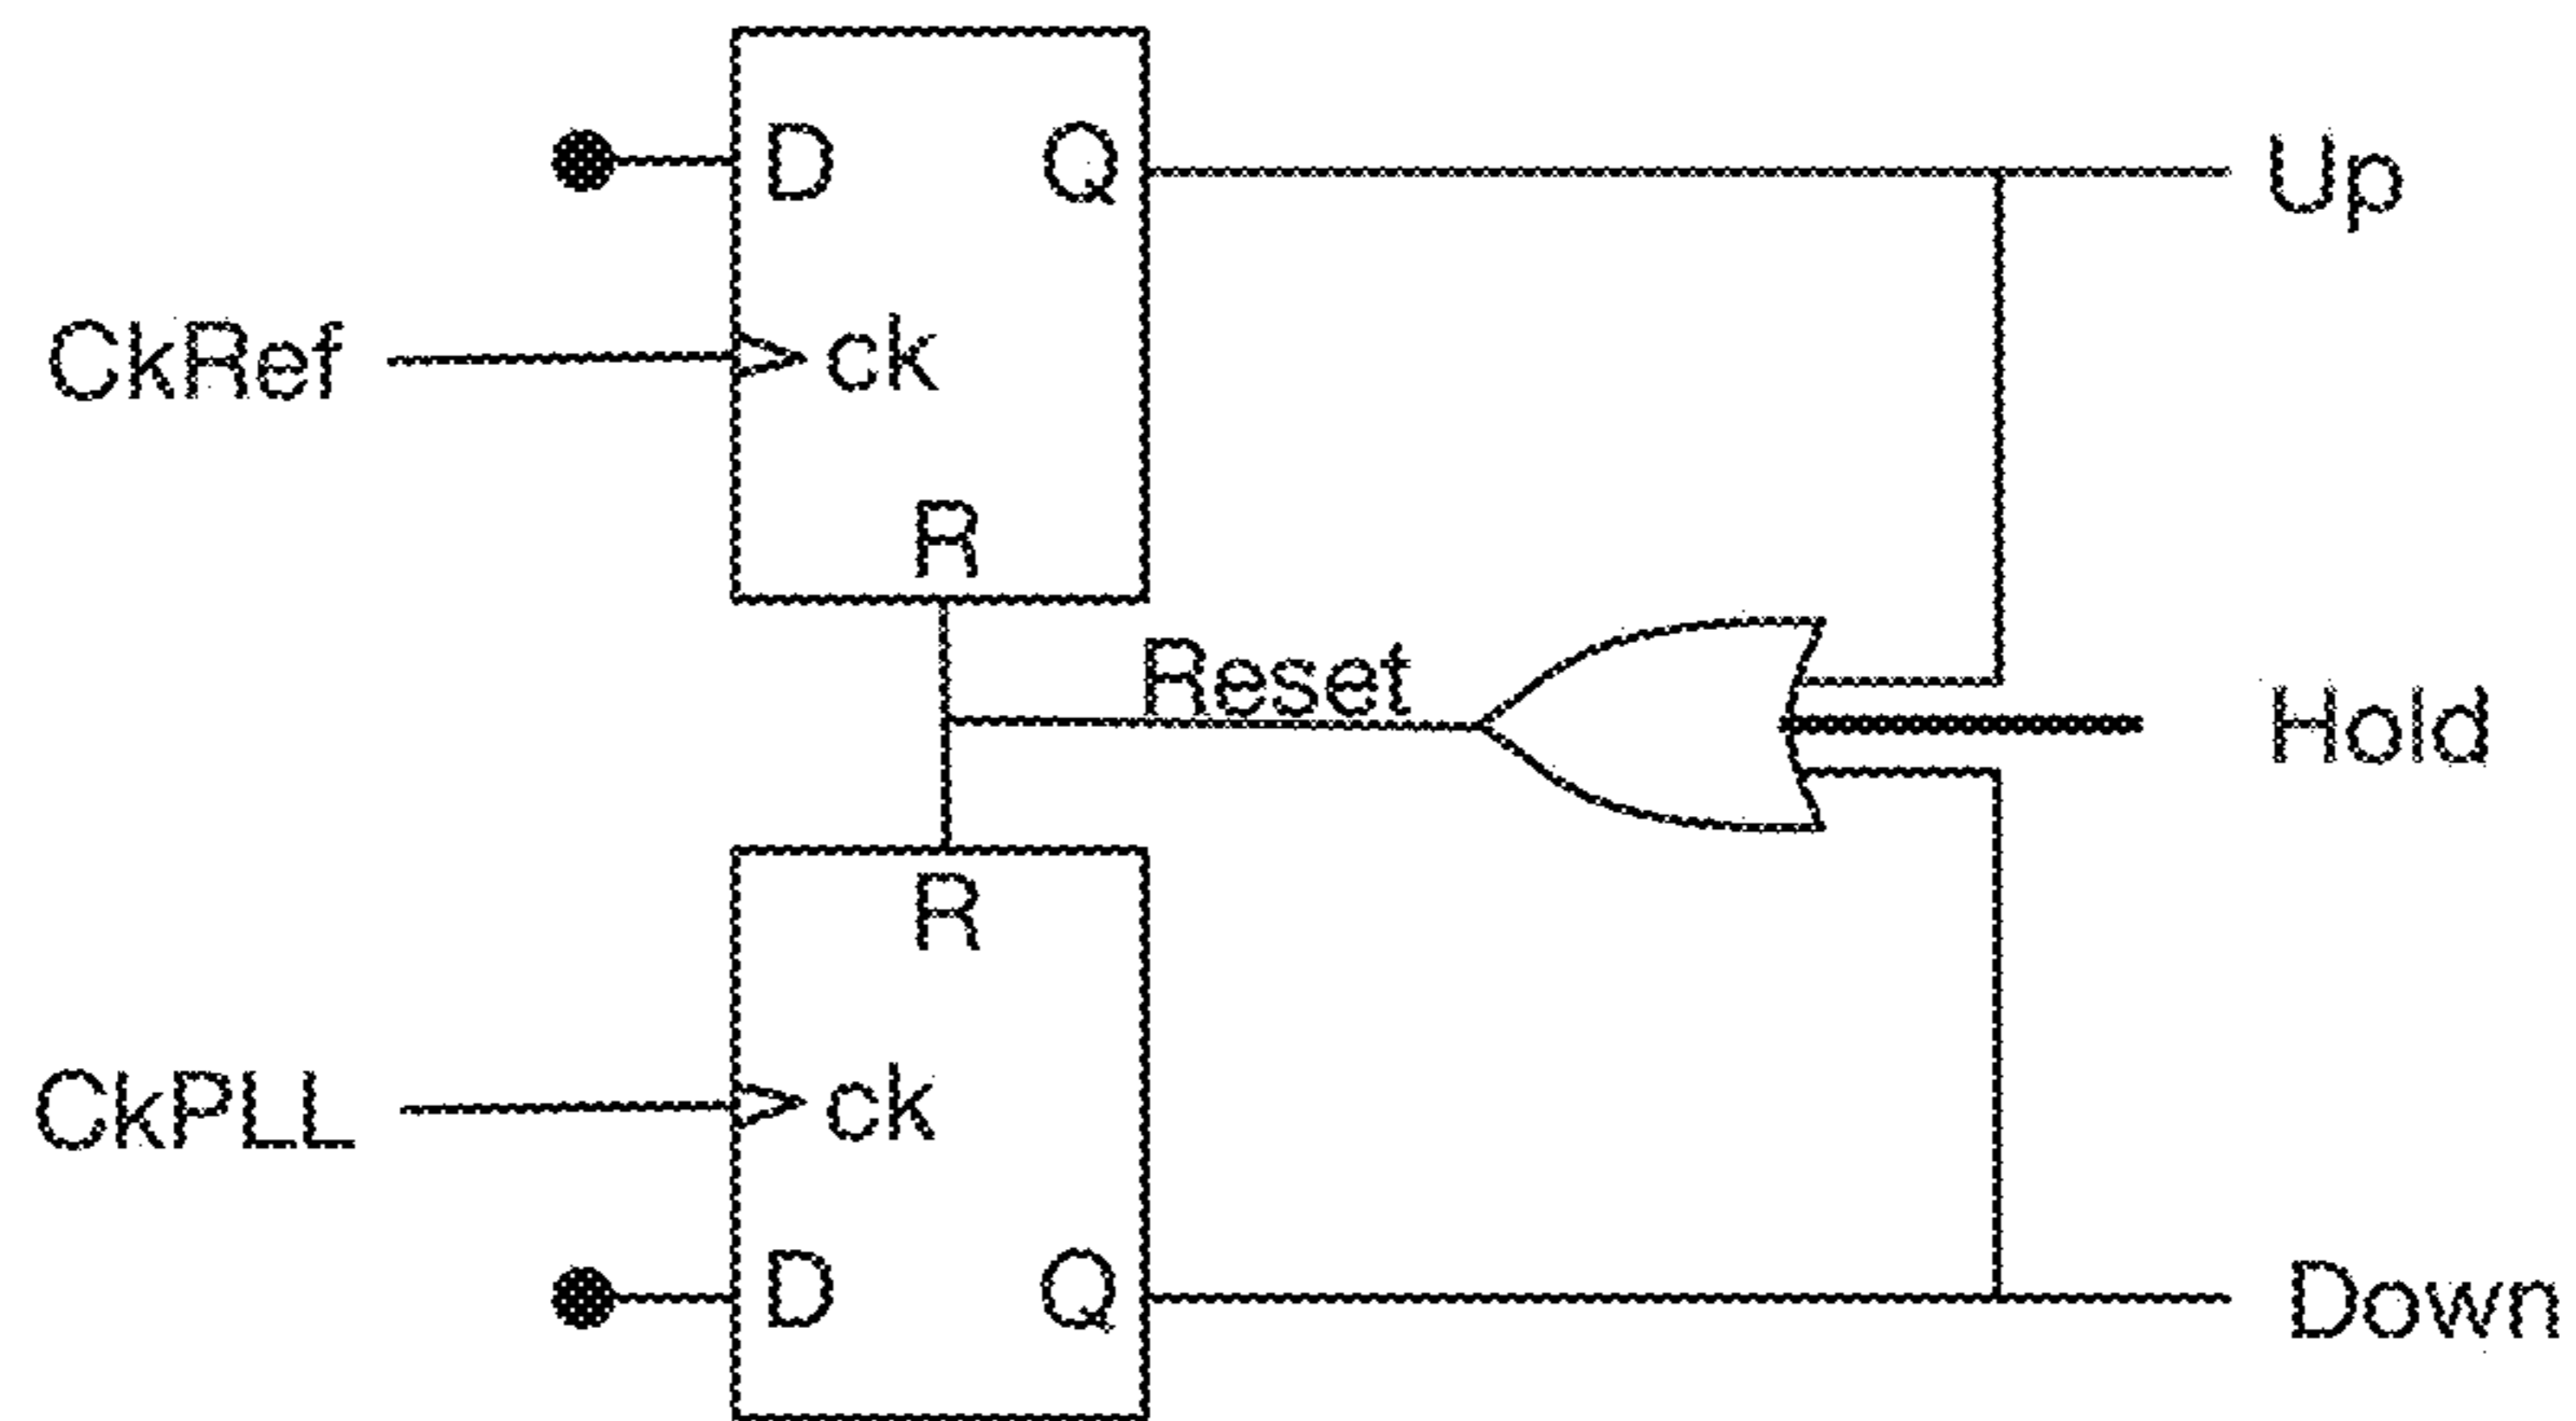 D Q Up
CkRef ck
R
Reset
Hold
R
CkPLL ck
D Q Down